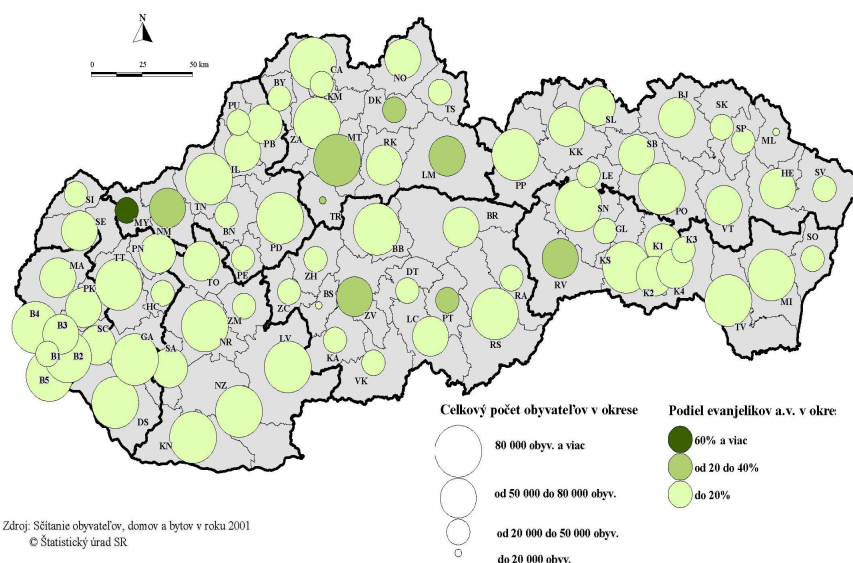 N
0 25 50 km
CA
NO
BY
KM
DK
TS
PU
ZA
MT
RK
PB
IL
LM
PP
KK
SL
BJ
SK
SP
ML
SB
LE
HE
SV
SI
MY
NM
TN
BN
TR
SN
PO
VT
SE
PD
BB
BR
GL
K1
K3
SO
PN
TT
TO
PE
ZH
DT
RA
RV
KS
K2
K4
MI
MA
PK
HC
ZM
ZC
BS
ZV
LC
PT
RS
TV
B4
B3
SC
GA
SA
NR
LV
KA
B1
B2
VK
B5
DS
NZ
KN
Celkový počet obyvateľov v okrese
80 000 obyv. a viac
od 50 000 do 80 000 obyv.
od 20 000 do 50 000 obyv.
do 20 000 obyv.
Podiel evanjelikov a.v. v okre
60% a viac
od 20 do 40%
do 20%
Zdroj: Sčítanie obyvateľov, domov a bytov v roku 2001
© Štatistický úrad SR